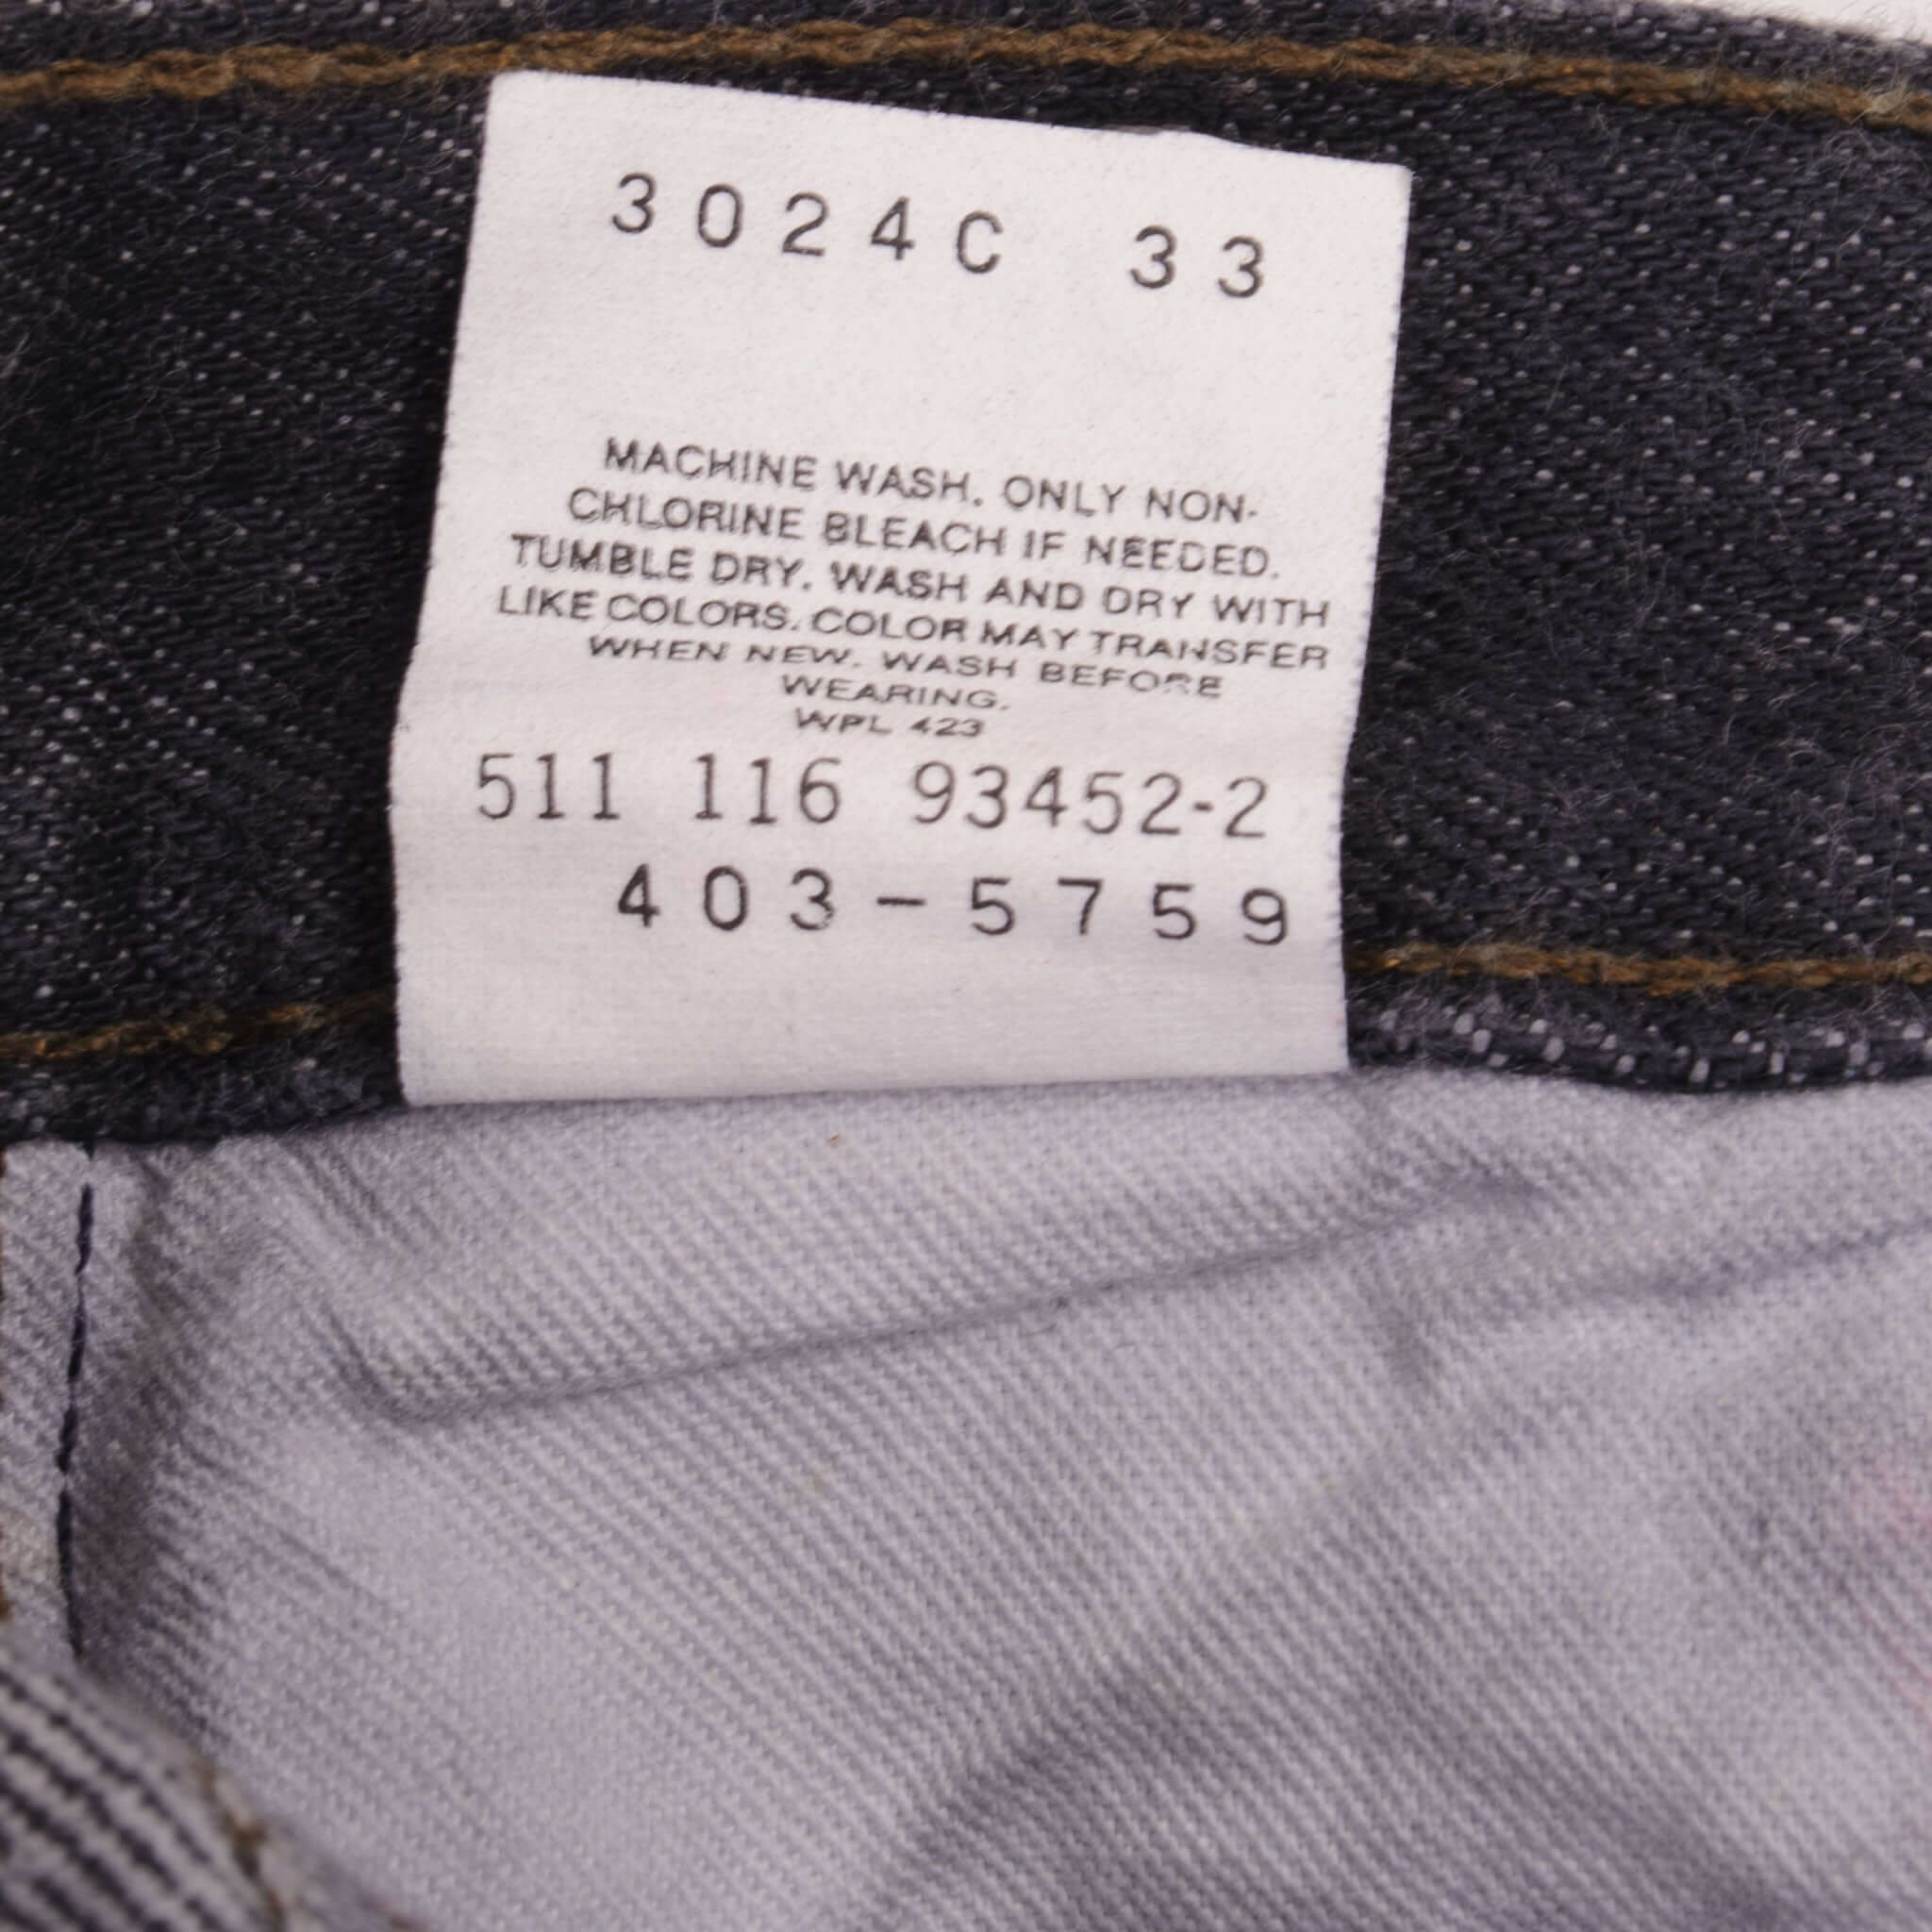 3024C 33
MACHINE WASH. ONLY NON-
CHLORINE BLEACH IF NEEDED.
TUMBLE DRY. WASH AND DRY WITH
LIKE COLORS. COLOR MAY TRANSFER
WHEN NEW. WASH BEFORE
WEARING.
WPL 423
511 116 93452-2
403-5759